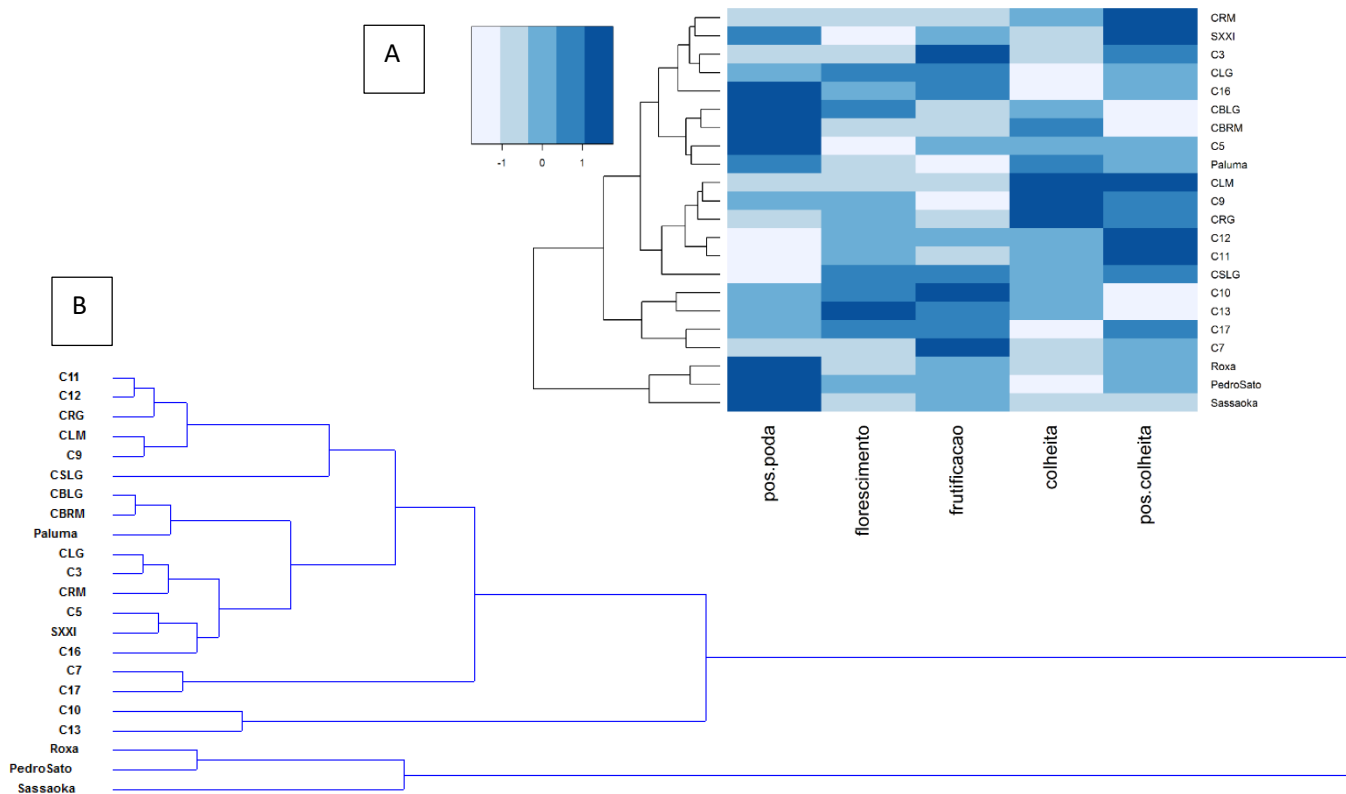 A
-1 0 1
CRM
SXXI
C3
CLG
C16
CBLG
CBRM
C5
Paluma
CLM
C9
CRG
C12
C11
CSLG
C10
C13
C17
C7
Roxa
PedroSato
Sassaoka
pos.poda
florescimento
frutificacao
colheita
pos.colheita
B
C11
C12
CRG
CLM
C9
CSLG
CBLG
CBRM
Paluma
CLG
C3
CRM
C5
SXXI
C16
C7
C17
C10
C13
Roxa
PedroSato
Sassaoka